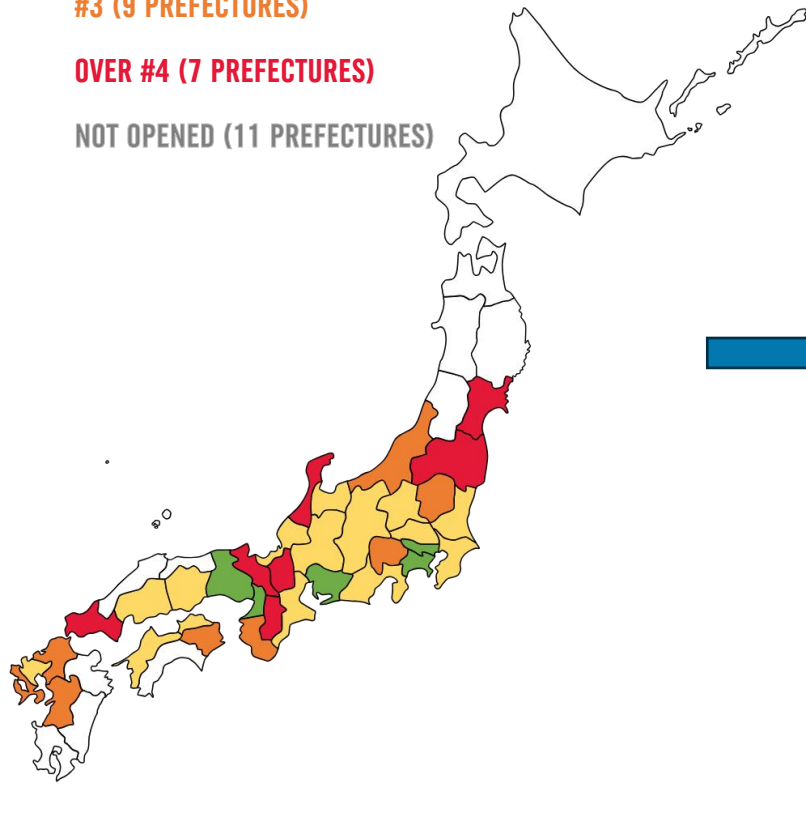 #3 (9 PREFECTURES)
OVER #4 (7 PREFECTURES)
NOT OPENED (11 PREFECTURES)